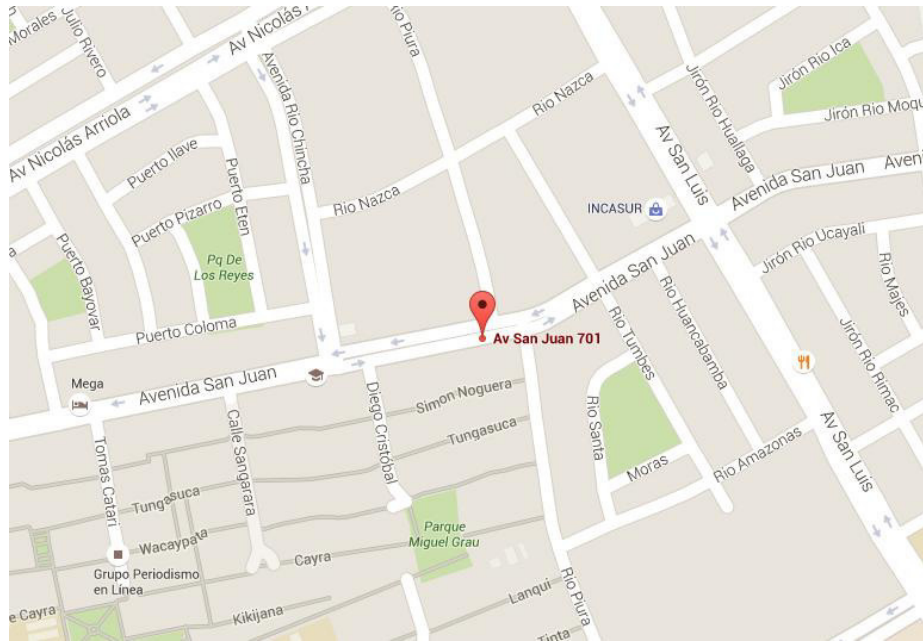 Morales
Julio Rivero
Av Nicolás Arriola
Av Nicolás
Avenida Rio Chincha
Rio Piura
Rio Nazca
Jirón Rio Ica
Jirón Rio Huallaga
Jirón Rio Moqu
Av San Luis
Puerto Ilave
Puerto Eten
Puerto Pizarro
Rio Nazca
INCASUR
Avenida San Juan
Aveni
Puerto Bayovar
Pq De
Los Reyes
Avenida San Juan
Jirón Rio Ucayali
Rio Majes
Puerto Coloma
Av San Juan 701
Rio Tumbes
Rio Huancabamba
Jirón Rio Rimac
Mega
Avenida San Juan
Simon Noguera
Diego Cristóbal
Calle Sangarara
Tungasuca
Rio Santa
Moras
Rio Amazonas
Av San Luis
Tomas Catari
Tungasuca
Wacaypata
Cayra
Parque
Miguel Grau
Grupo Periodismo
en Línea
Lanqui
Rio Piura
e Cayra
Kikijana
Tinta